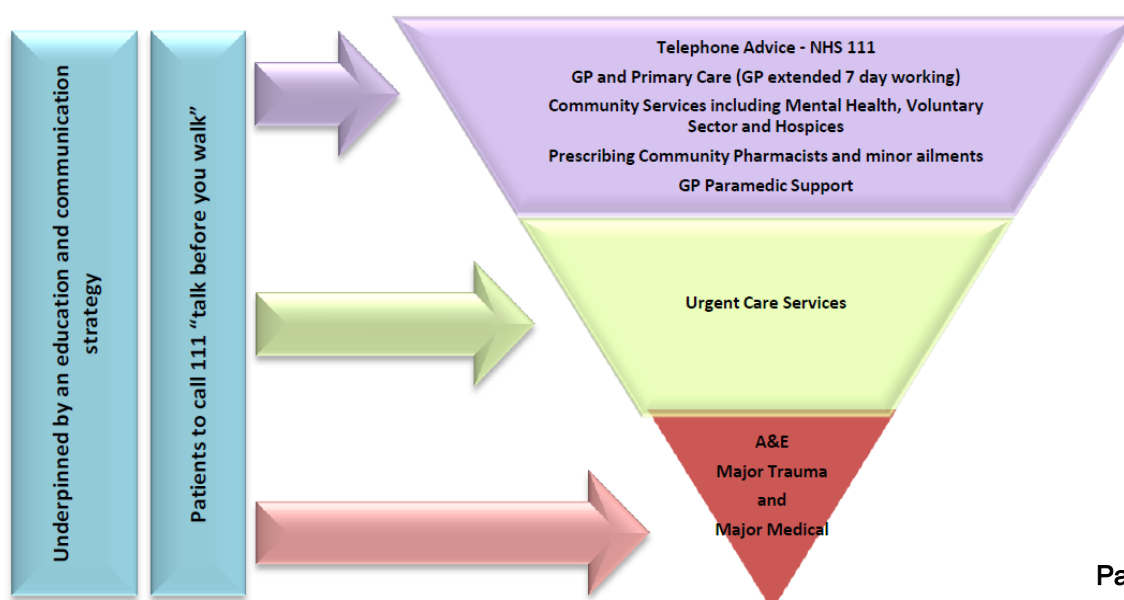 Underpinned by an education and communication
strategy
Patients to call 111 “talk before you walk”
Telephone Advice - NHS 111
GP and Primary Care (GP extended 7 day working)
Community Services including Mental Health, Voluntary
Sector and Hospices
Prescribing Community Pharmacists and minor ailments
GP Paramedic Support
Urgent Care Services
A&E
Major Trauma
and
Major Medical
Pa